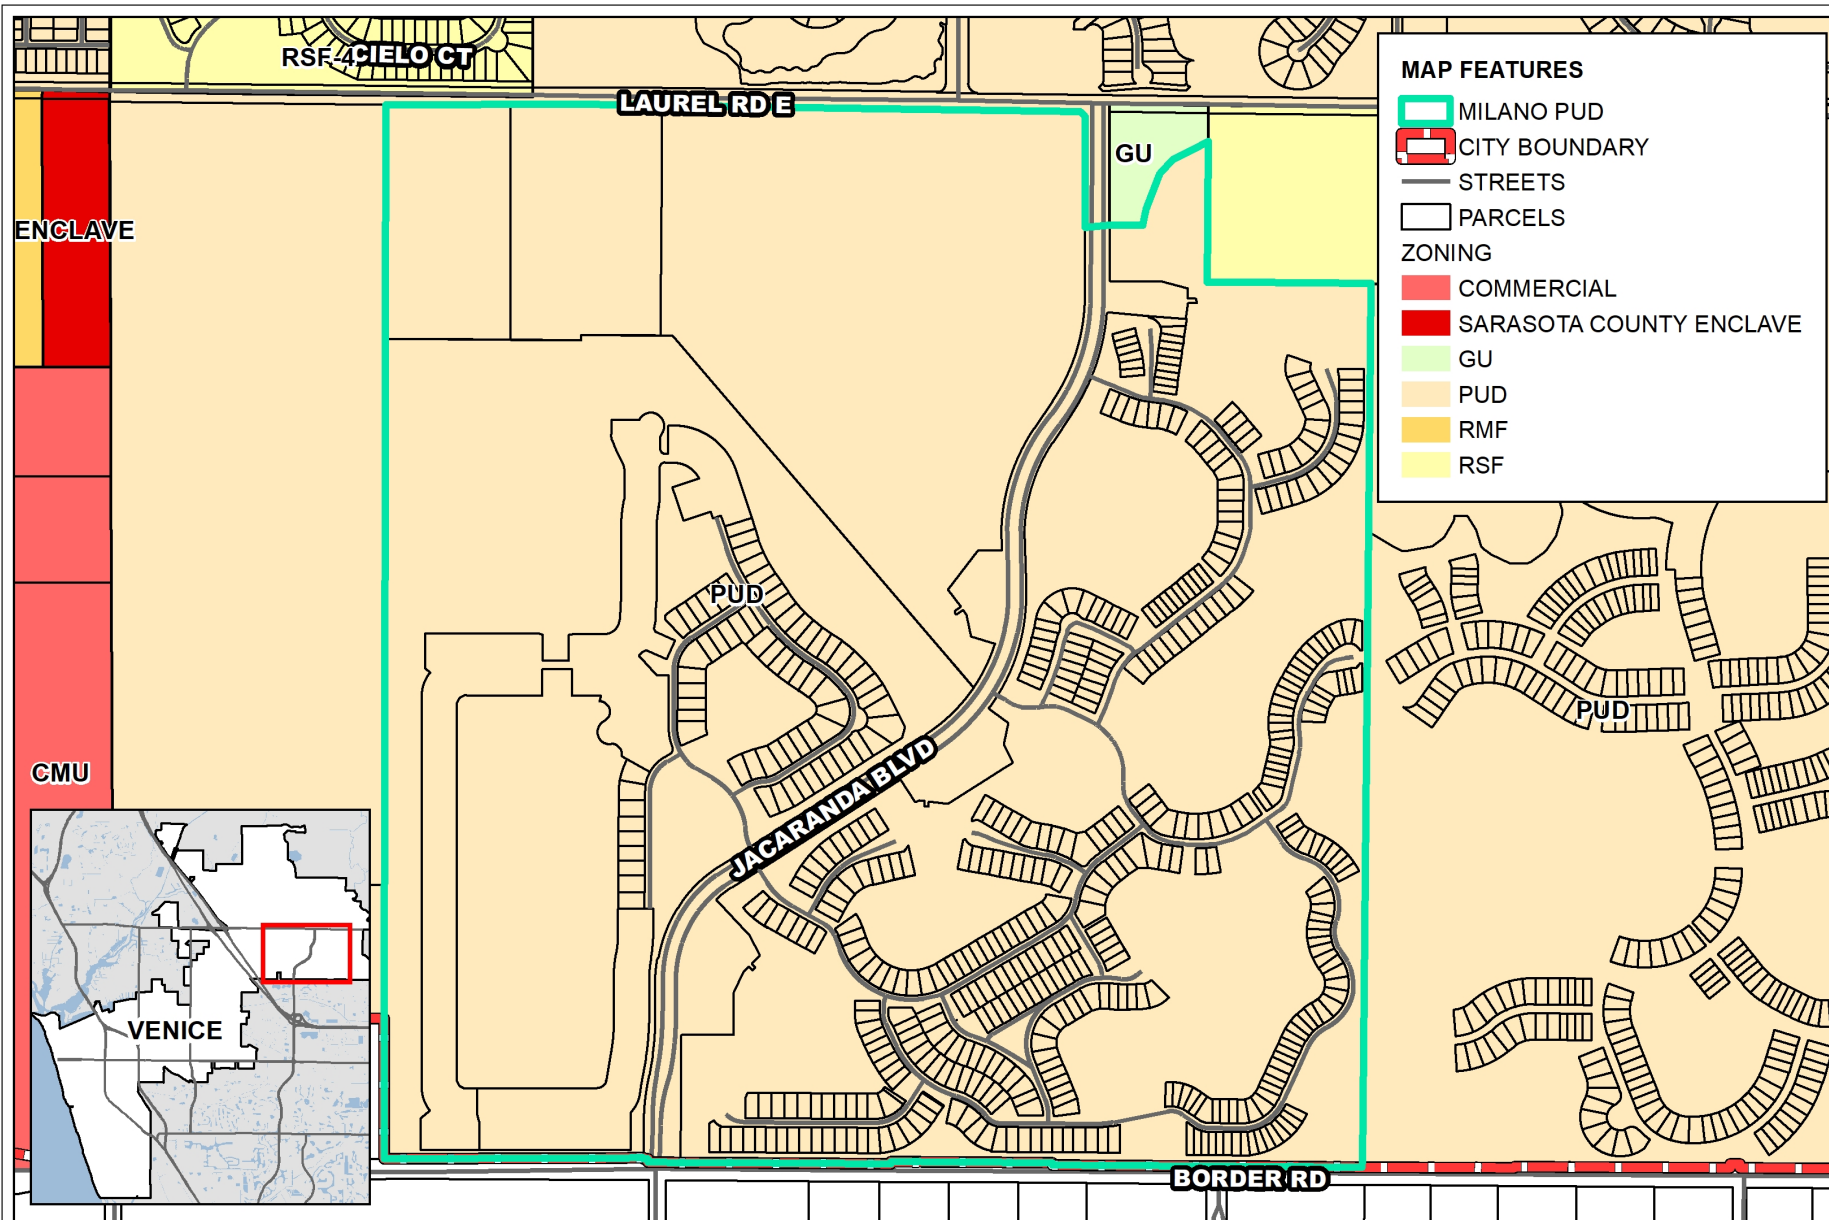 RSF-4
CIELO CT
LAUREL RD E
GU
ENCLAVE
PUD
PUD
CMU
JACARANDA BLVD
BORDER RD
VENICE
MAP FEATURES
MILANO PUD
CITY BOUNDARY
STREETS
PARCELS
ZONING
COMMERCIAL
SARASOTA COUNTY ENCLAVE
GU
PUD
RMF
RSF